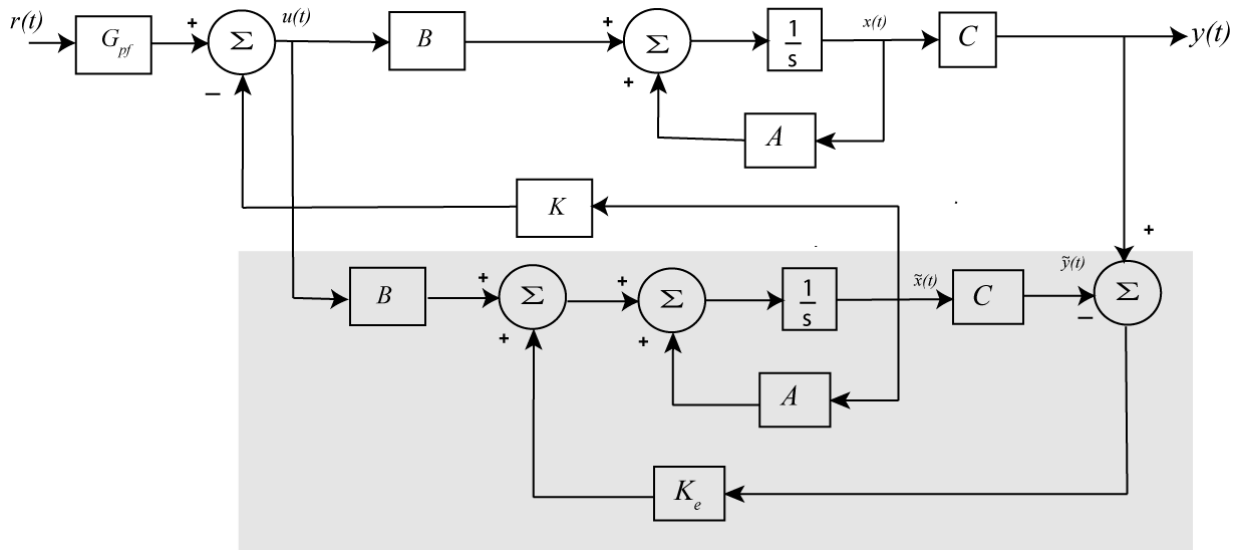 r(t) G_pf + Σ u(t) B + Σ 1/s x(t) C y(t)
−
+
A
K
+
B + Σ + Σ 1/s x̃(t) C ỹ(t) Σ
−
+ +
A
K_e